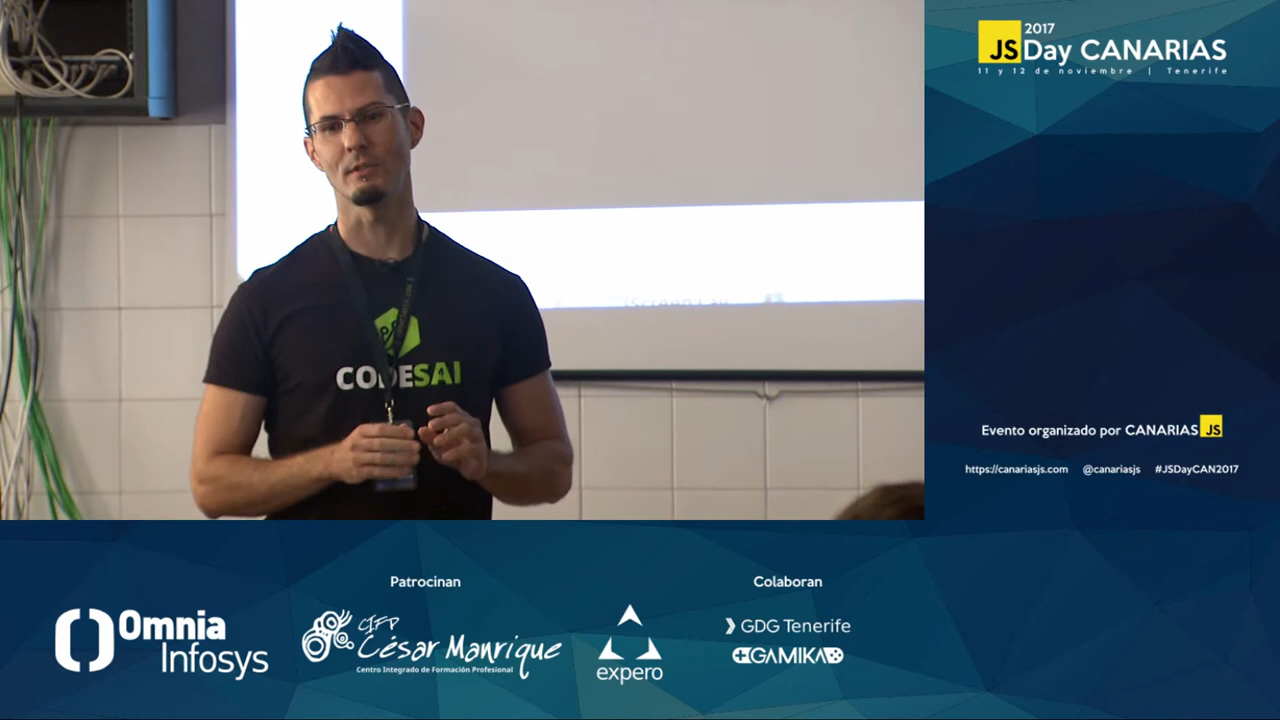 2017
JS Day CANARIAS
11 y 12 de noviembre | Tenerife
CODESAI
Evento organizado por CANARIAS JS
https://canariasjs.com @canariasjs #JSDayCAN2017
Patrocinan
Colaboran
Omnia
Infosys
CIFP
César Manrique
Centro Integrado de Formación Profesional
expero
GDG Tenerife
GAMIKA